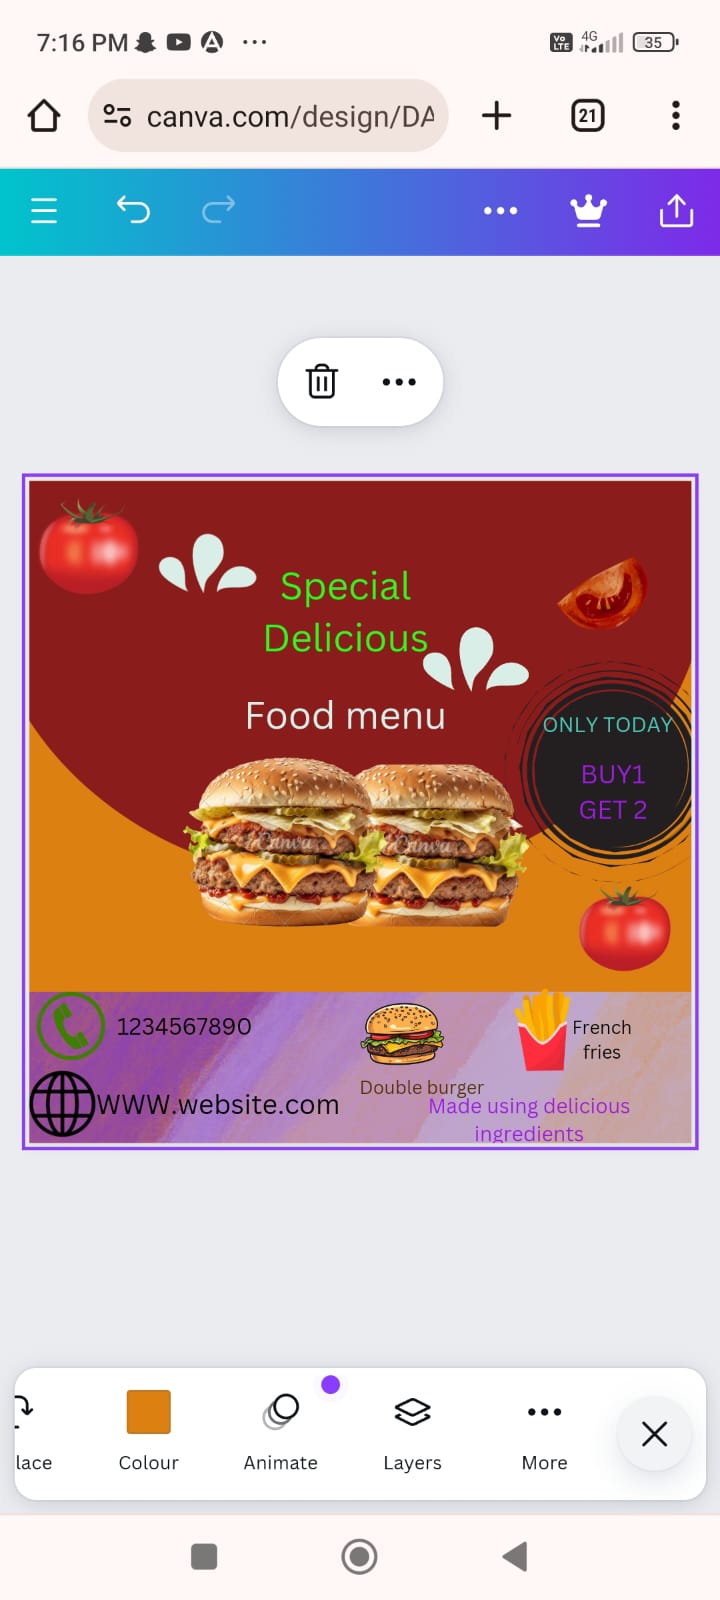 7:16 PM
Vo LTE 4G 35
canva.com/design/DA
21
Special
Delicious
Food menu
ONLY TODAY
BUY1
GET 2
Canva Canva
1234567890
French
fries
Double burger
WWW.website.com
Made using delicious
ingredients
lace Colour Animate Layers More